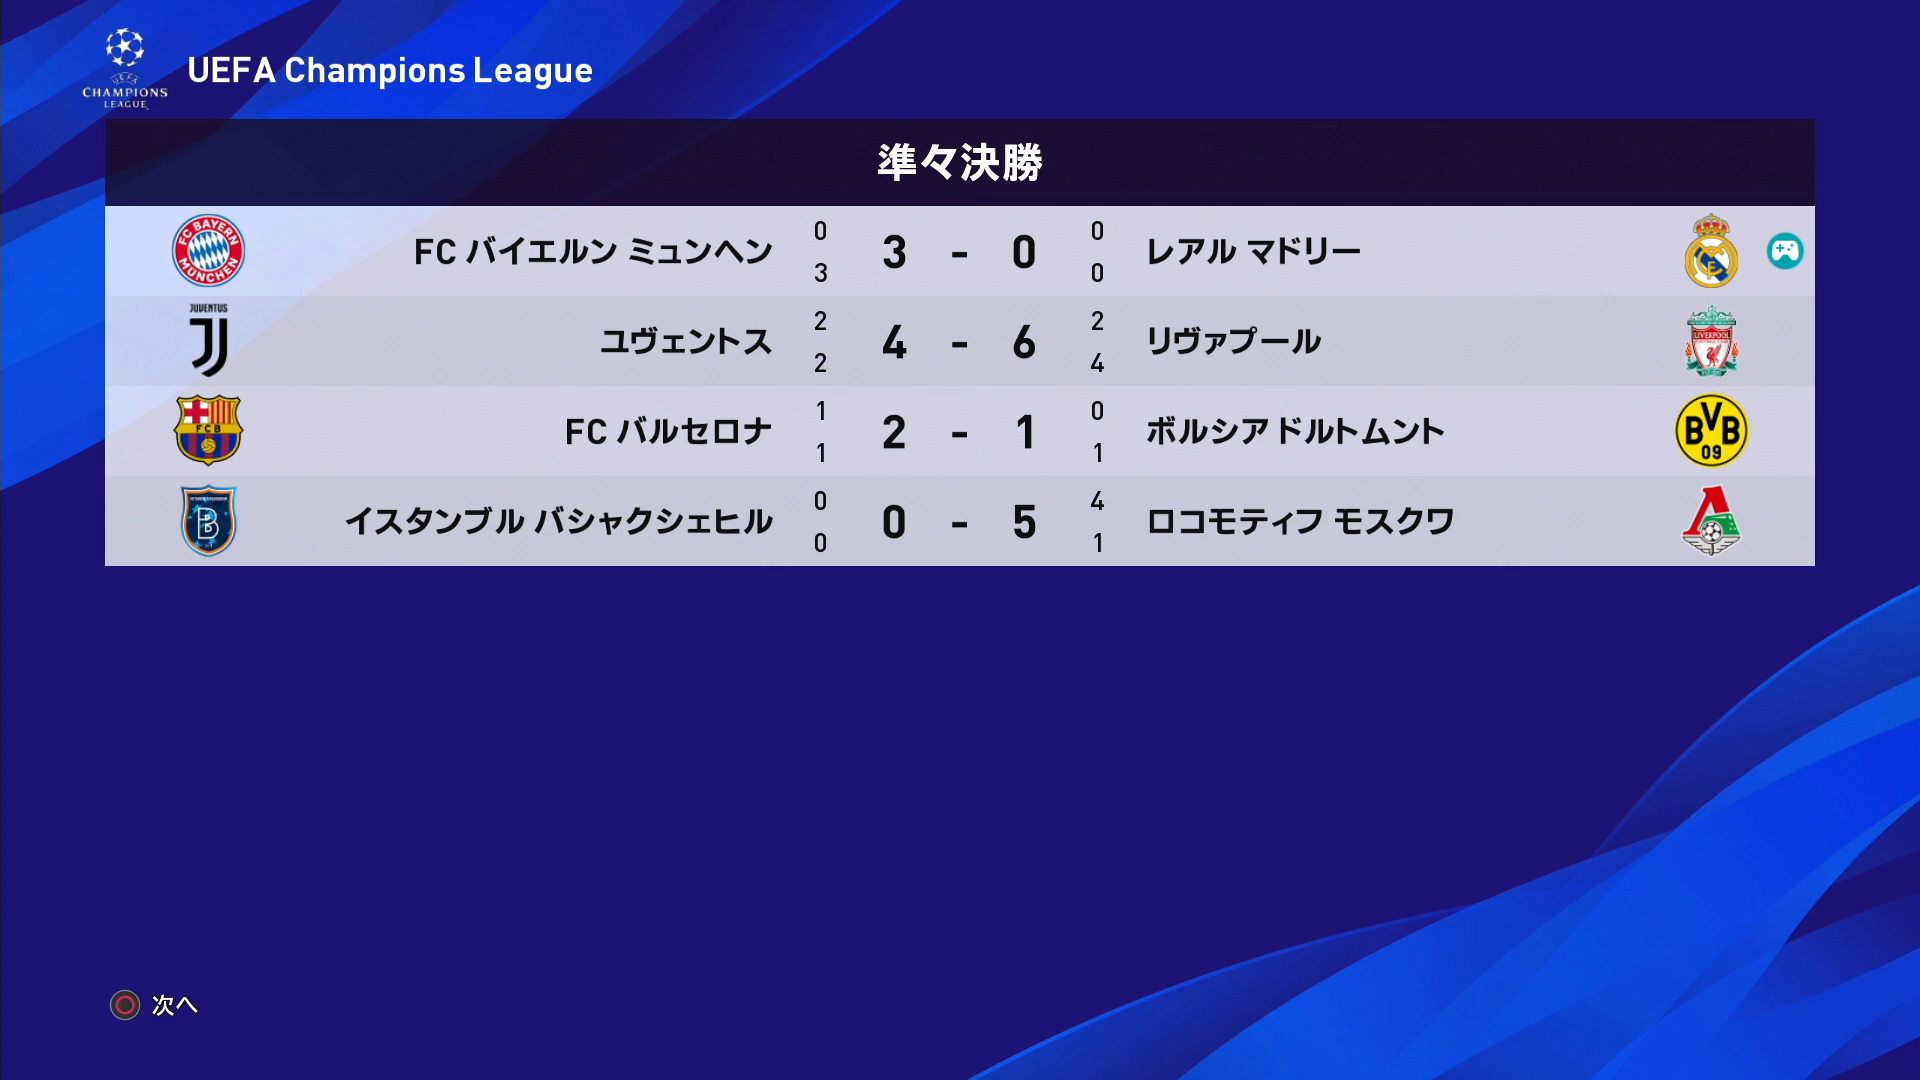 UEFA
CHAMPIONS
LEAGUE
UEFA Champions League
準々決勝
FC BAYERN
MÜNCHEN
FC バイエルン ミュンヘン
0 3 - 0 0
3 0
レアル マドリー
JUVENTUS
ユヴェントス
2 4 - 6 2
2 4
リヴァプール
LIVERPOOL
FCB
FC バルセロナ
1 2 - 1 0
1 1
ボルシア ドルトムント
BVB
09
イスタンブル バシャクシェヒル
0 0 - 5 4
0 1
ロコモティフ モスクワ
次へ